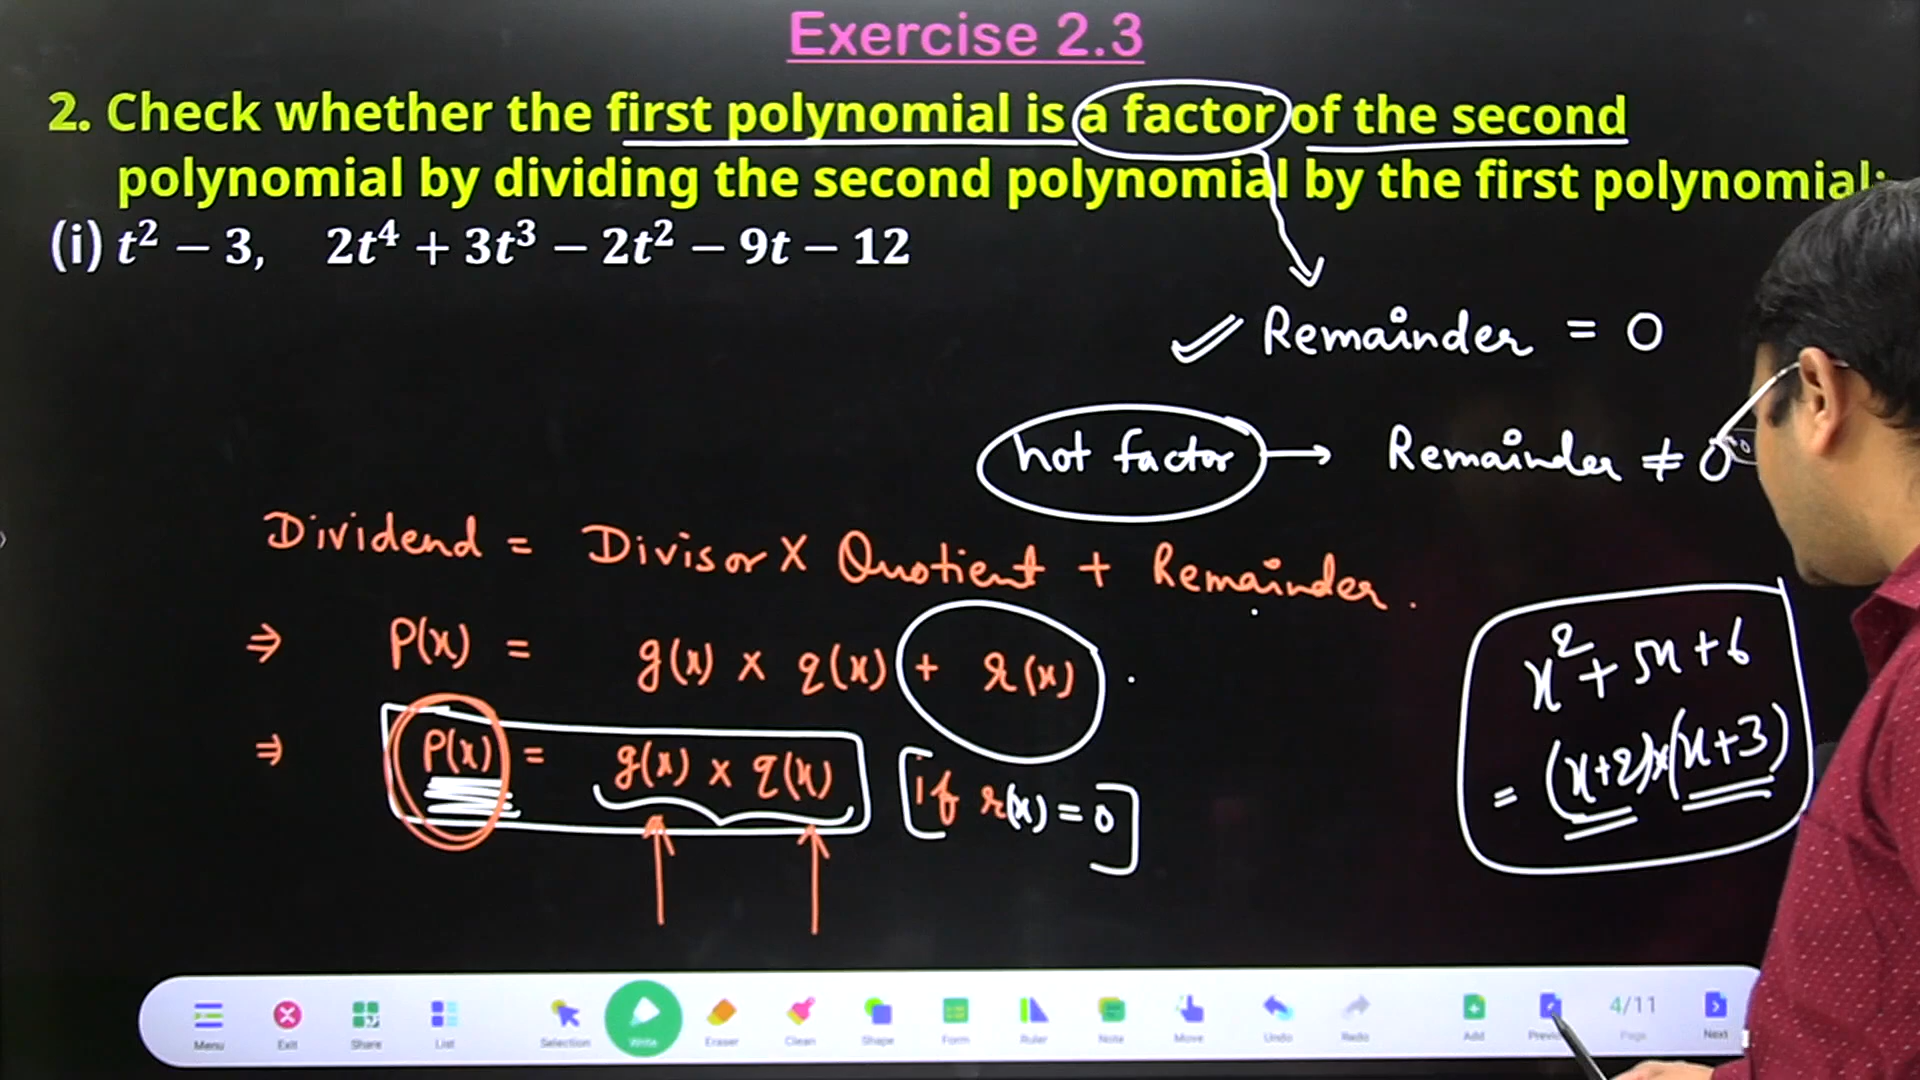 Exercise 2.3
2. Check whether the first polynomial is a factor of the second
polynomial by dividing the second polynomial by the first polynomial:
(i) t² − 3, 2t⁴ + 3t³ − 2t² − 9t − 12
Remainder = 0
not factor → Remainder ≠ 0
Dividend = Divisor × Quotient + Remainder.
⇒ P(x) = g(x) × q(x) + r(x).
⇒ P(x) = g(x) × q(x) [if r(x) = 0]
x² + 5x + 6
= (x+2)×(x+3)
Menu Exit Share List Selection Write Eraser Clean Shape Form Ruler Note Move Undo Redo Add Previ 4/11 Page Next